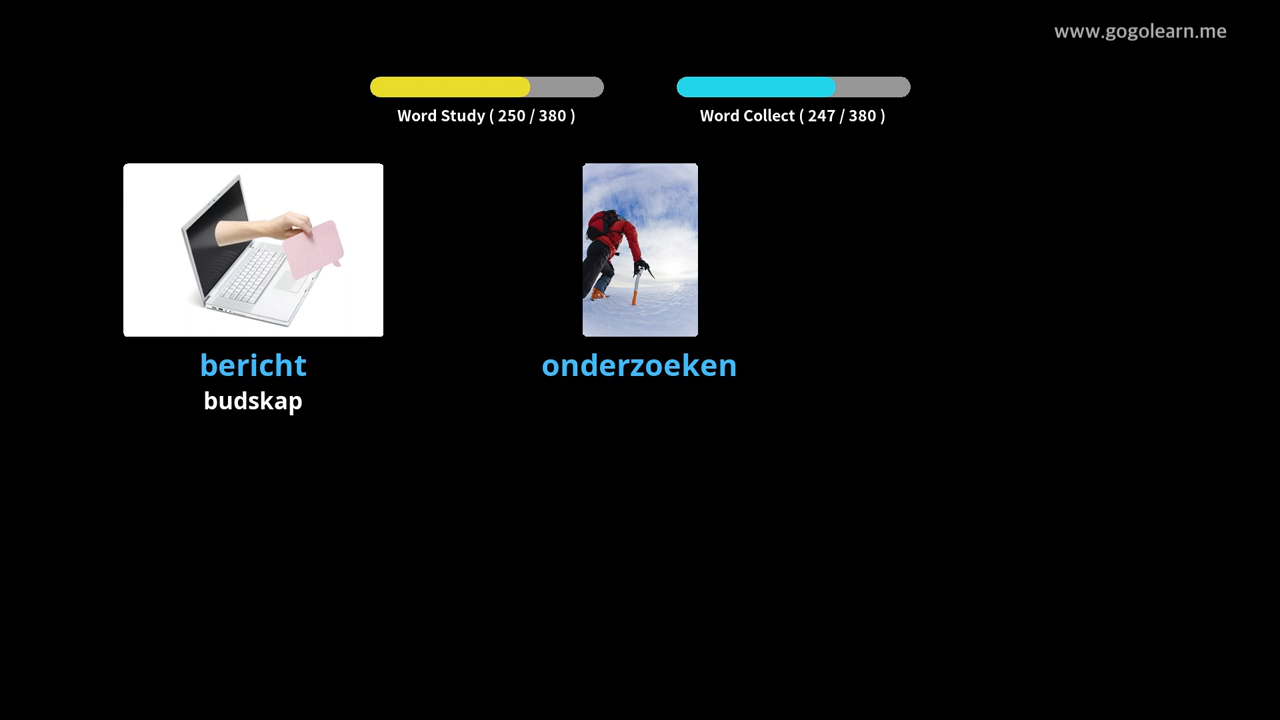 www.gogolearn.me
Word Study ( 250 / 380 )
Word Collect ( 247 / 380 )
bericht
budskap
onderzoeken